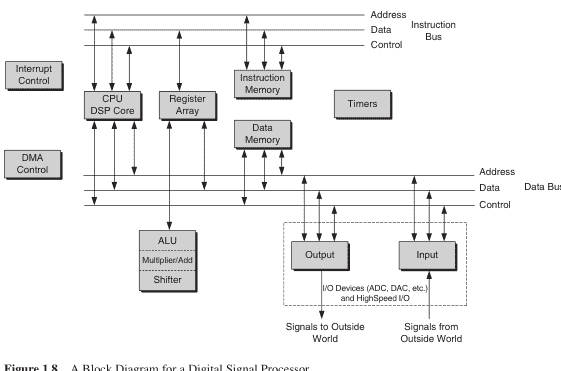 Address
Data
Control
Instruction
Bus
Interrupt
Control
CPU
DSP Core
Register
Array
Instruction
Memory
Timers
Data
Memory
DMA
Control
Address
Data
Control
Data Bus
ALU
Multiplier/Add
Shifter
Output
Input
I/O Devices (ADC, DAC, etc.)
and HighSpeed I/O
Signals to Outside
World
Signals from
Outside World
Figure 1.8 A Block Diagram for a Digital Signal Processor